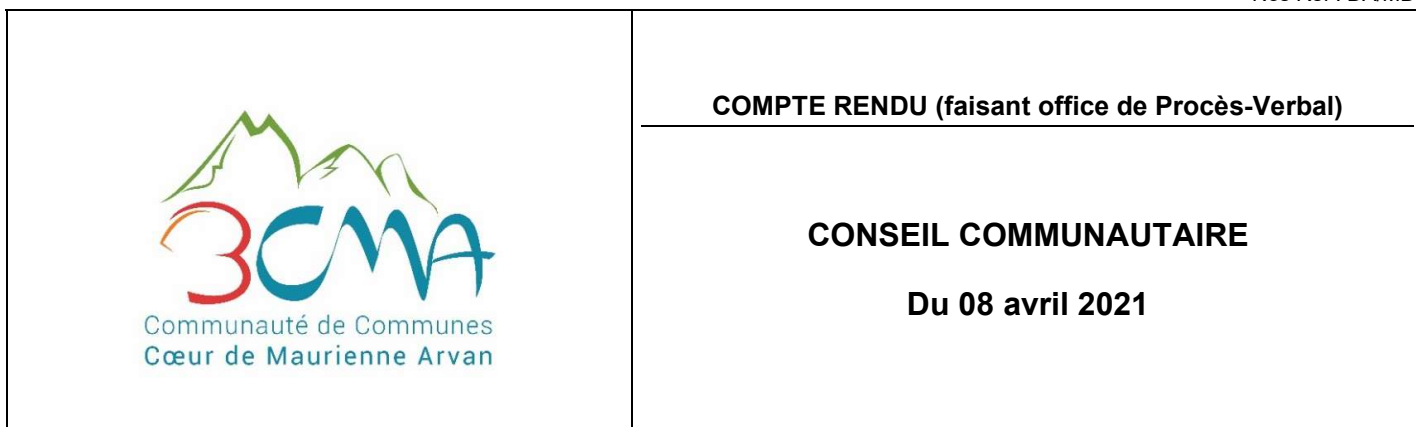 COMPTE RENDU (faisant office de Procès-Verbal)
3CMA
Communauté de Communes
Cœur de Maurienne Arvan
CONSEIL COMMUNAUTAIRE
Du 08 avril 2021